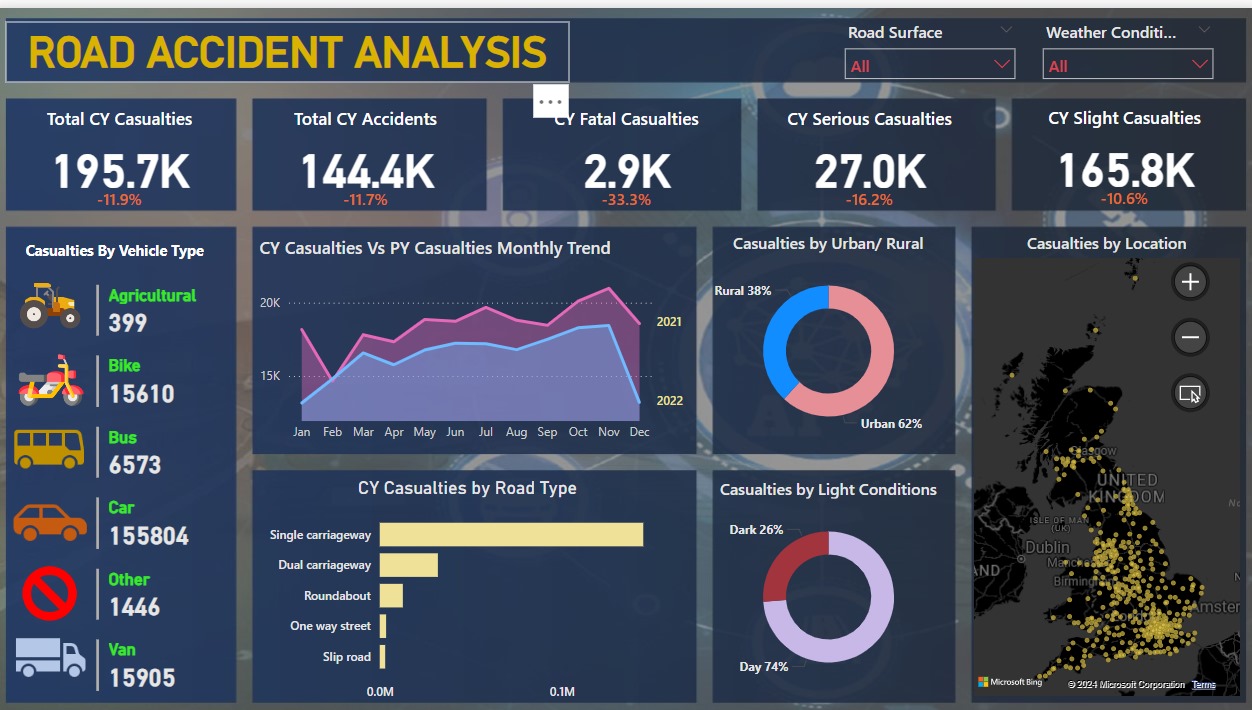 ROAD ACCIDENT ANALYSIS
Road Surface
All
Weather Conditi...
All
Total CY Casualties
195.7K
-11.9%
Total CY Accidents
144.4K
-11.7%
CY Fatal Casualties
2.9K
-33.3%
CY Serious Casualties
27.0K
-16.2%
CY Slight Casualties
165.8K
-10.6%
Casualties By Vehicle Type
Agricultural
399
Bike
15610
Bus
6573
Car
155804
Other
1446
Van
15905
CY Casualties Vs PY Casualties Monthly Trend
20K
15K
2021
2022
Jan Feb Mar Apr May Jun Jul Aug Sep Oct Nov Dec
CY Casualties by Road Type
Single carriageway
Dual carriageway
Roundabout
One way street
Slip road
0.0M 0.1M
Casualties by Urban/ Rural
Rural 38%
Urban 62%
Casualties by Light Conditions
Dark 26%
Day 74%
Casualties by Location
Glasgow
UNITED
KINGDOM
ISLE OF MAN
(UK)
Dublin
Manche
AND
Birmingh
Amster
Microsoft Bing
© 2024 Microsoft Corporation Terms